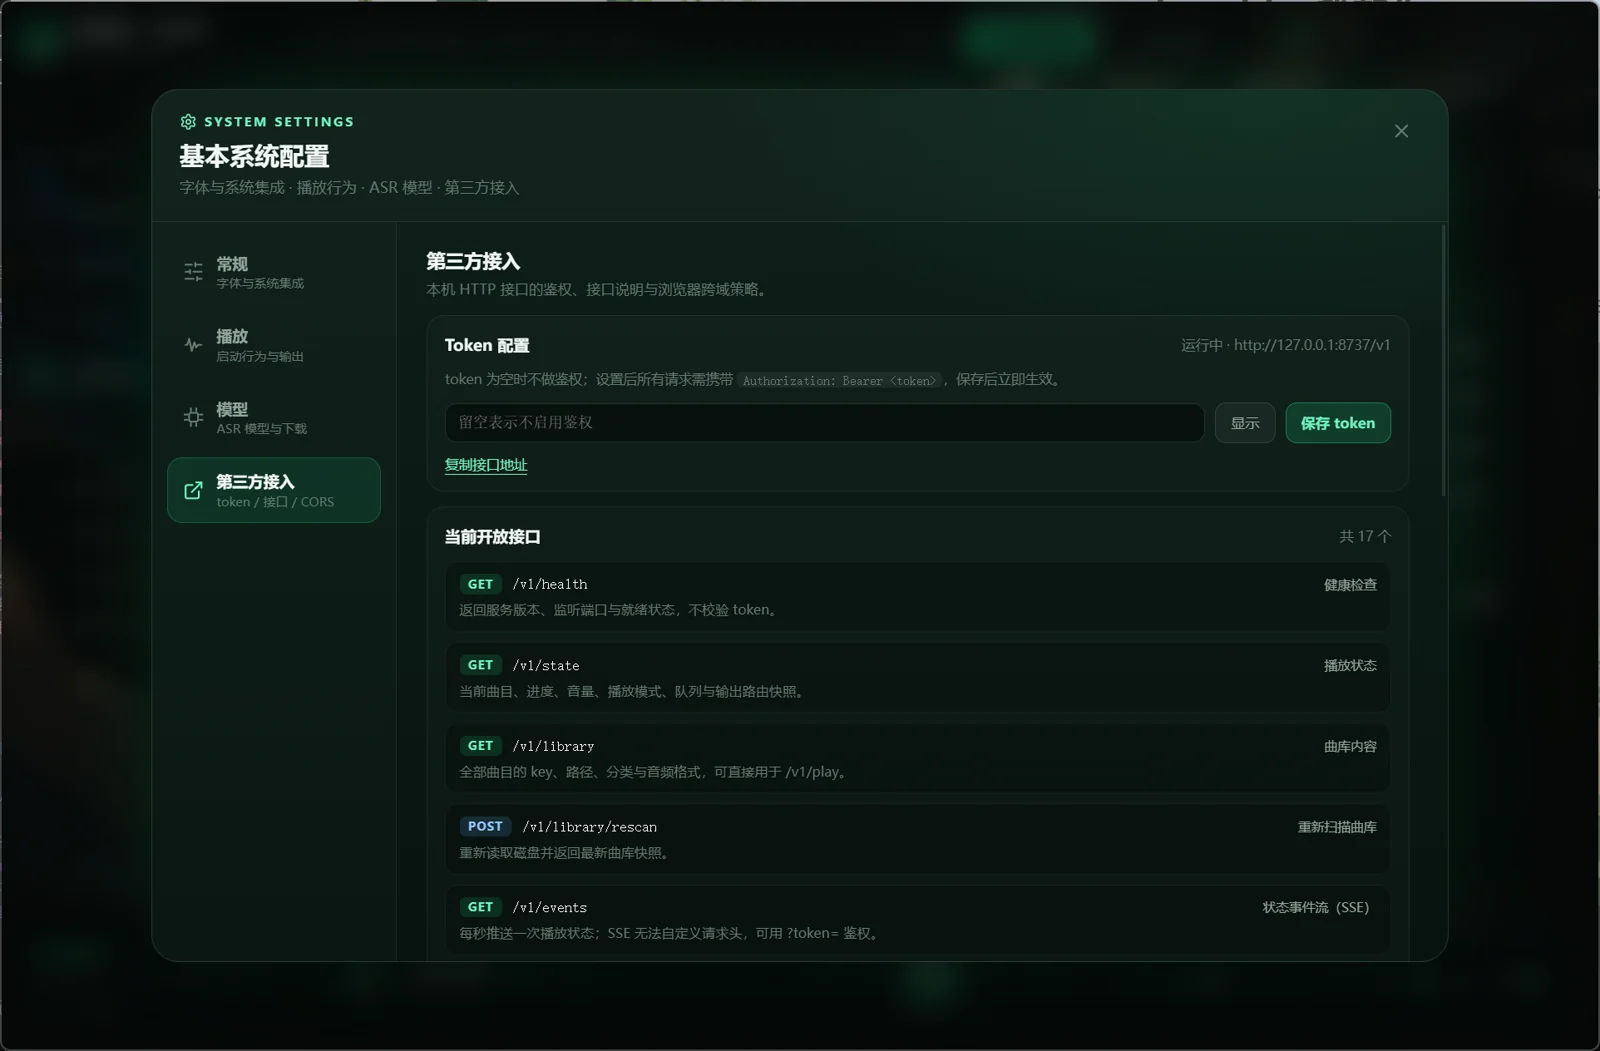 SYSTEM SETTINGS
基本系统配置
字体与系统集成 · 播放行为 · ASR 模型 · 第三方接入
常规
字体与系统集成
播放
启动行为与输出
模型
ASR 模型与下载
第三方接入
token / 接口 / CORS
第三方接入
本机 HTTP 接口的鉴权、接口说明与浏览器跨域策略。
Token 配置
运行中 · http://127.0.0.1:8737/v1
token 为空时不做鉴权；设置后所有请求需携带 Authorization: Bearer <token>，保存后立即生效。
留空表示不启用鉴权
显示
保存 token
复制接口地址
当前开放接口
共 17 个
GET /v1/health 健康检查
返回服务版本、监听端口与就绪状态，不校验 token。
GET /v1/state 播放状态
当前曲目、进度、音量、播放模式、队列与输出路由快照。
GET /v1/library 曲库内容
全部曲目的 key、路径、分类与音频格式，可直接用于 /v1/play。
POST /v1/library/rescan 重新扫描曲库
重新读取磁盘并返回最新曲库快照。
GET /v1/events 状态事件流（SSE）
每秒推送一次播放状态；SSE 无法自定义请求头，可用 ?token= 鉴权。